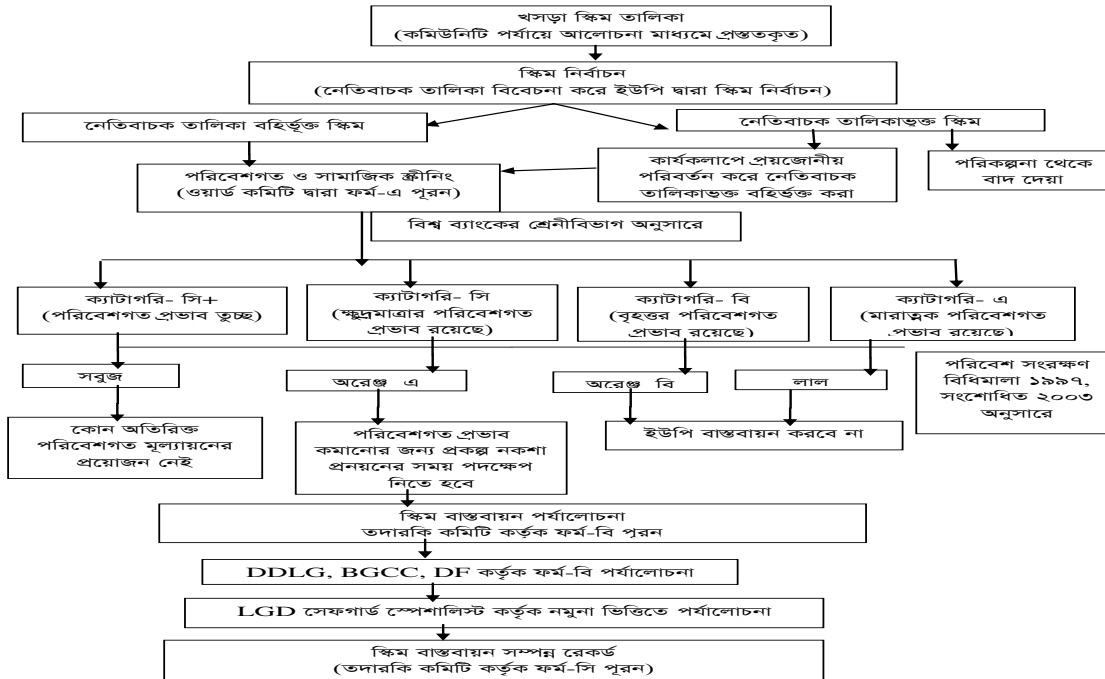 খসড়া স্কিম তালিকা
(কমিউনিটি পর্যায়ে আলোচনা মাধ্যমে প্রস্তুতকৃত)
স্কিম নির্বাচন
(নেতিবাচক তালিকা বিবেচনা করে ইউপি দ্বারা স্কিম নির্বাচন)
নেতিবাচক তালিকা বহির্ভূক্ত স্কিম
নেতিবাচক তালিকাভুক্ত স্কিম
পরিবেশগত ও সামাজিক স্ক্রীনিং
(ওয়ার্ড কমিটি দ্বারা ফর্ম-এ পূরন)
কার্যকলাপে প্রয়জোনীয়
পরিবর্তন করে নেতিবাচক
তালিকাভুক্ত বহির্ভূক্ত করা
পরিকল্পনা থেকে
বাদ দেয়া
বিশ্ব ব্যাংকের শ্রেনীবিভাগ অনুসারে
ক্যাটাগরি- সি+
(পরিবেশগত প্রভাব তুচ্ছ)
ক্যাটাগরি- সি
(ক্ষুদ্রমাত্রার পরিবেশগত
প্রভাব রয়েছে)
ক্যাটাগরি- বি
(বৃহত্তর পরিবেশগত
প্রভাব রয়েছে)
ক্যাটাগরি- এ
(মারাত্নক পরিবেশগত
প্রভাব রয়েছে)
সবুজ
অরেঞ্জ এ
অরেঞ্জ বি
লাল
পরিবেশ সংরক্ষণ
বিধিমালা ১৯৯৭,
সংশোধিত ২০০৩
অনুসারে
কোন অতিরিক্ত
পরিবেশগত মূল্যায়নের
প্রয়োজন নেই
পরিবেশগত প্রভাব
কমানোর জন্য প্রকল্প নকশা
প্রনয়নের সময় পদক্ষেপ
নিতে হবে
ইউপি বাস্তবায়ন করবে না
স্কিম বাস্তবায়ন পর্যালোচনা
তদারকি কমিটি কর্তৃক ফর্ম-বি পূরন
DDLG, BGCC, DF কর্তৃক ফর্ম-বি পর্যালোচনা
LGD সেফগার্ড স্পেশালিস্ট কর্তৃক নমুনা ভিত্তিতে পর্যালোচনা
স্কিম বাস্তবায়ন সম্পন্ন রেকর্ড
(তদারকি কমিটি কর্তৃক ফর্ম-সি পূরন)